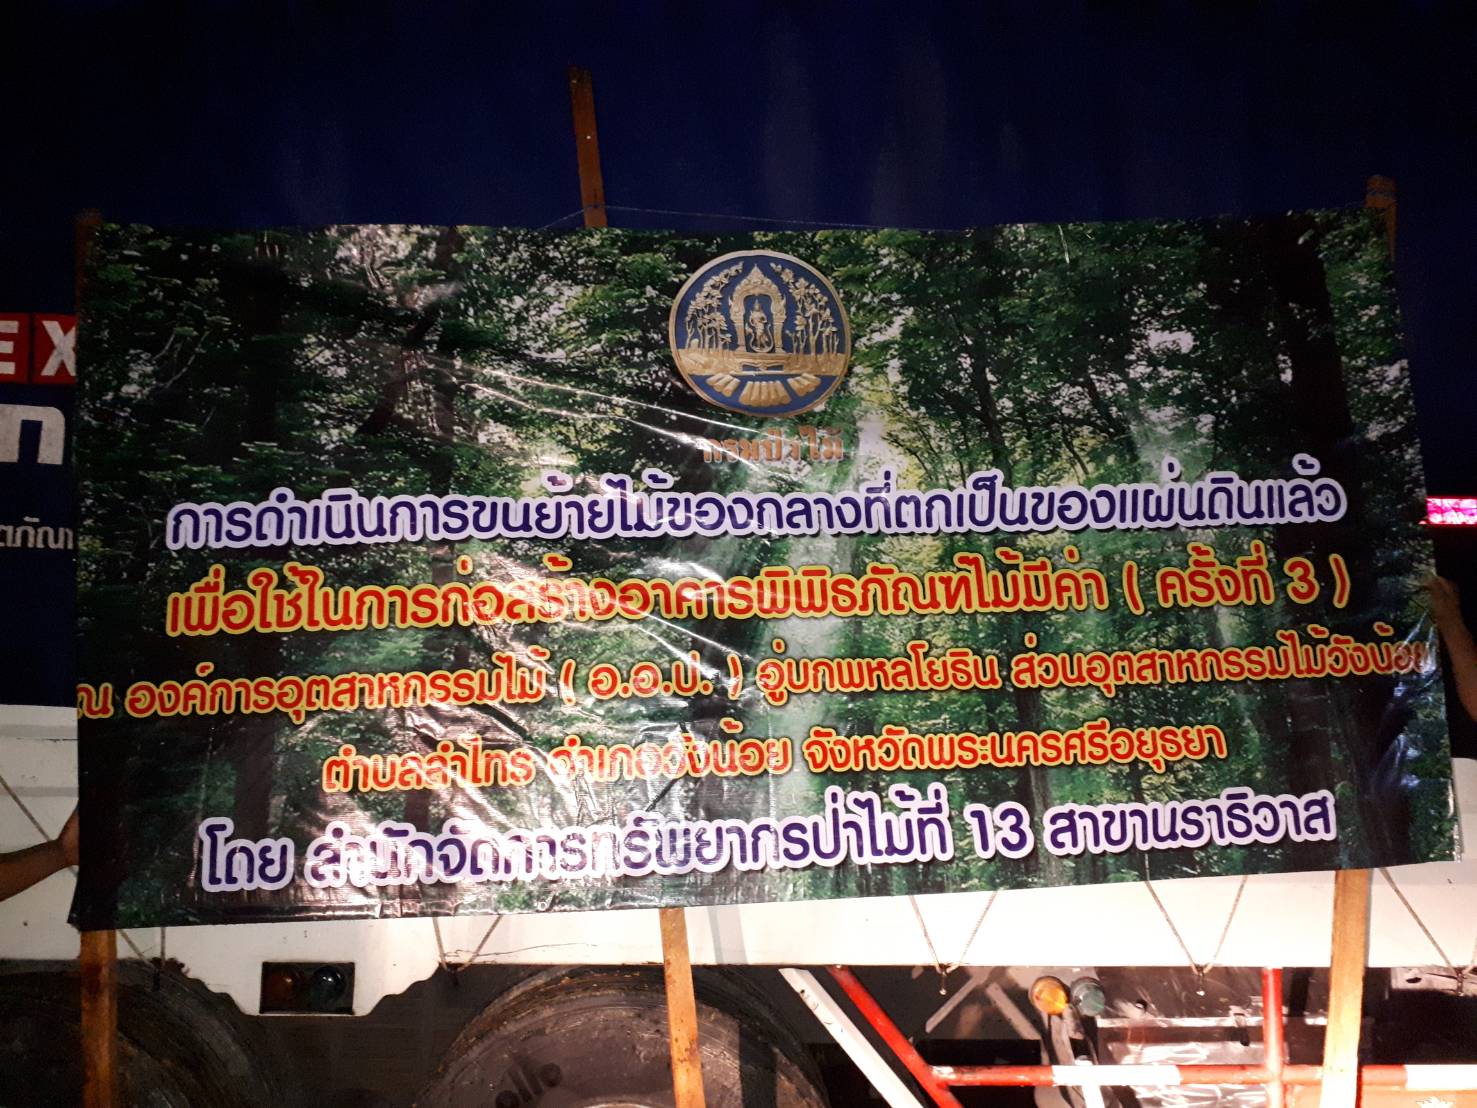 กรมป่าไม้
การดำเนินการขนย้ายไม้ของกลางที่ตกเป็นของแผ่นดินแล้ว
เพื่อใช้ในการก่อสร้างอาคารพิพิธภัณฑ์ไม้มีค่า ( ครั้งที่ 3 )
ณ องค์การอุตสาหกรรมไม้ ( อ.อ.ป. ) อู่บกพหลโยธิน ส่วนอุตสาหกรรมไม้วังน้อย
ตำบลลำไทร อำเภอวังน้อย จังหวัดพระนครศรีอยุธยา
โดย สำนักจัดการทรัพยากรป่าไม้ที่ 13 สาขานราธิวาส
EX